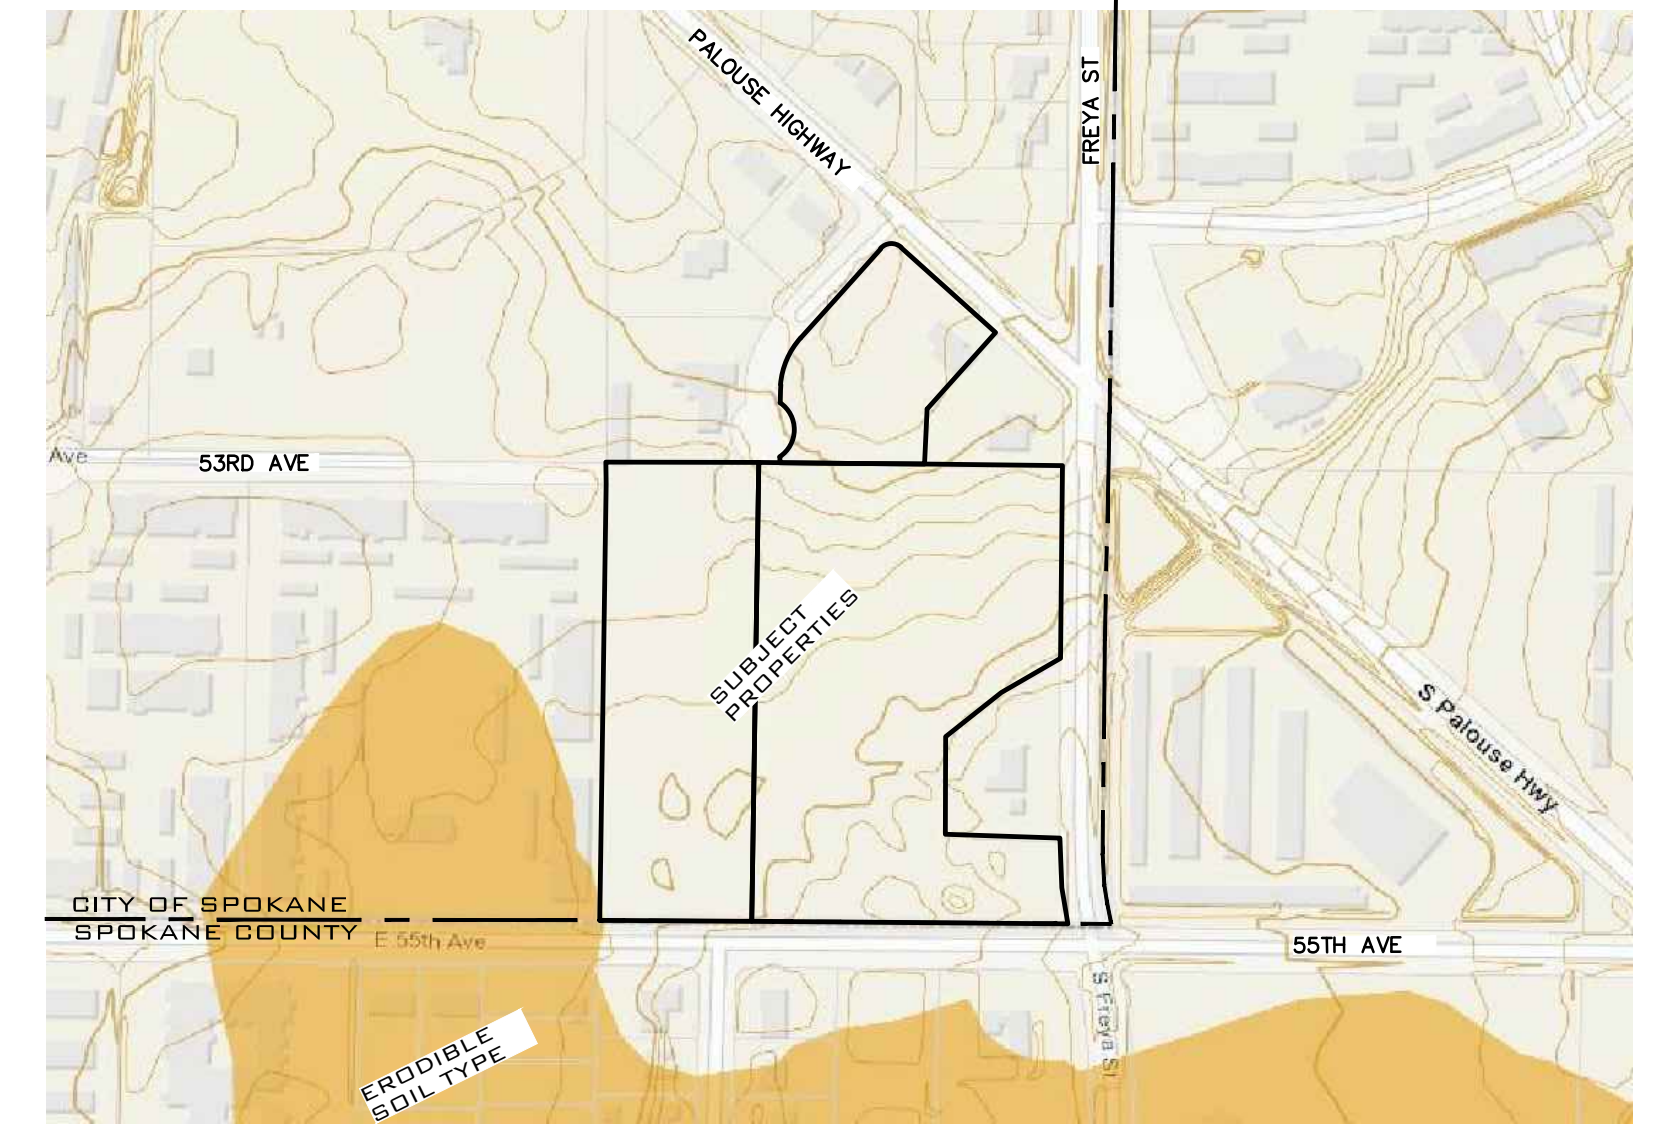 PALOUSE HIGHWAY
FREYA ST
Ave
53RD AVE
SUBJECT
PROPERTIES
S Palouse Hwy
CITY OF SPOKANE
SPOKANE COUNTY
E 55th Ave
55TH AVE
S Freya St
ERODIBLE
SOIL TYPE